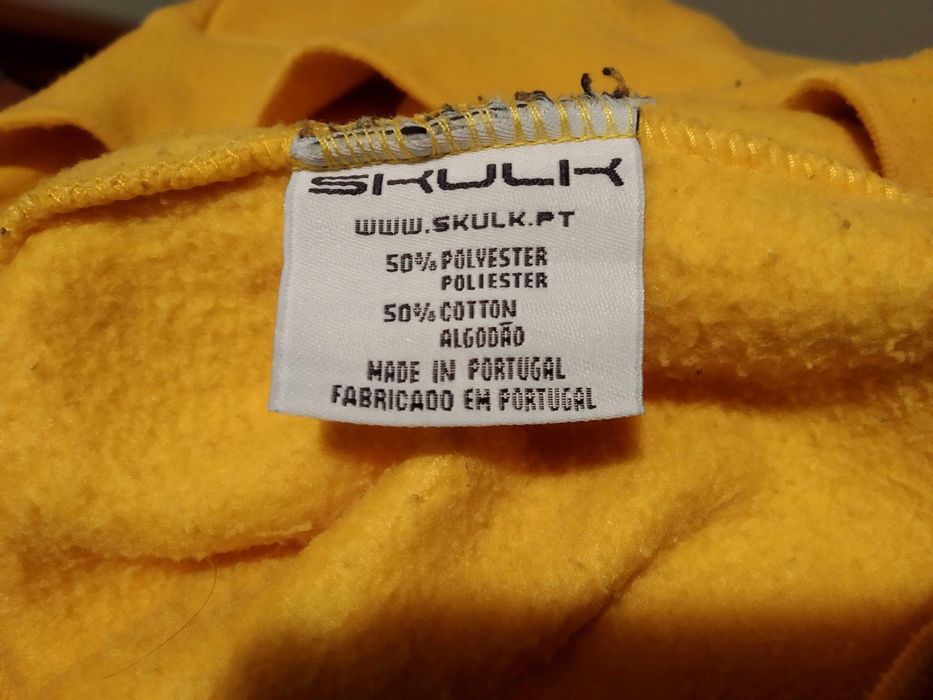 SKULK
WWW.SKULK.PT
50% POLYESTER
POLIESTER
50% COTTON
ALGODÃO
MADE IN PORTUGAL
FABRICADO EM PORTUGAL